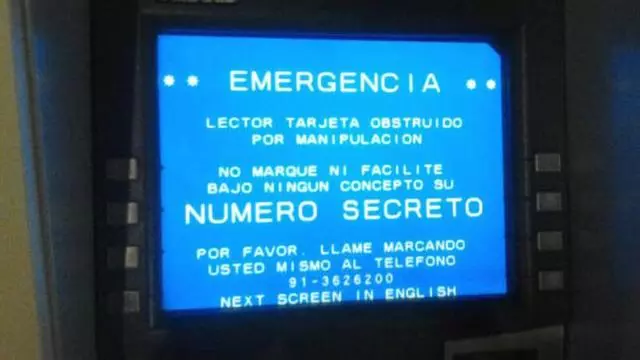 ** EMERGENCIA **
LECTOR TARJETA OBSTRUIDO
POR MANIPULACION
NO MARQUE NI FACILITE
BAJO NINGUN CONCEPTO SU
NUMERO SECRETO
POR FAVOR. LLAME MARCANDO
USTED MISMO AL TELEFONO
91-3626200
NEXT SCREEN IN ENGLISH